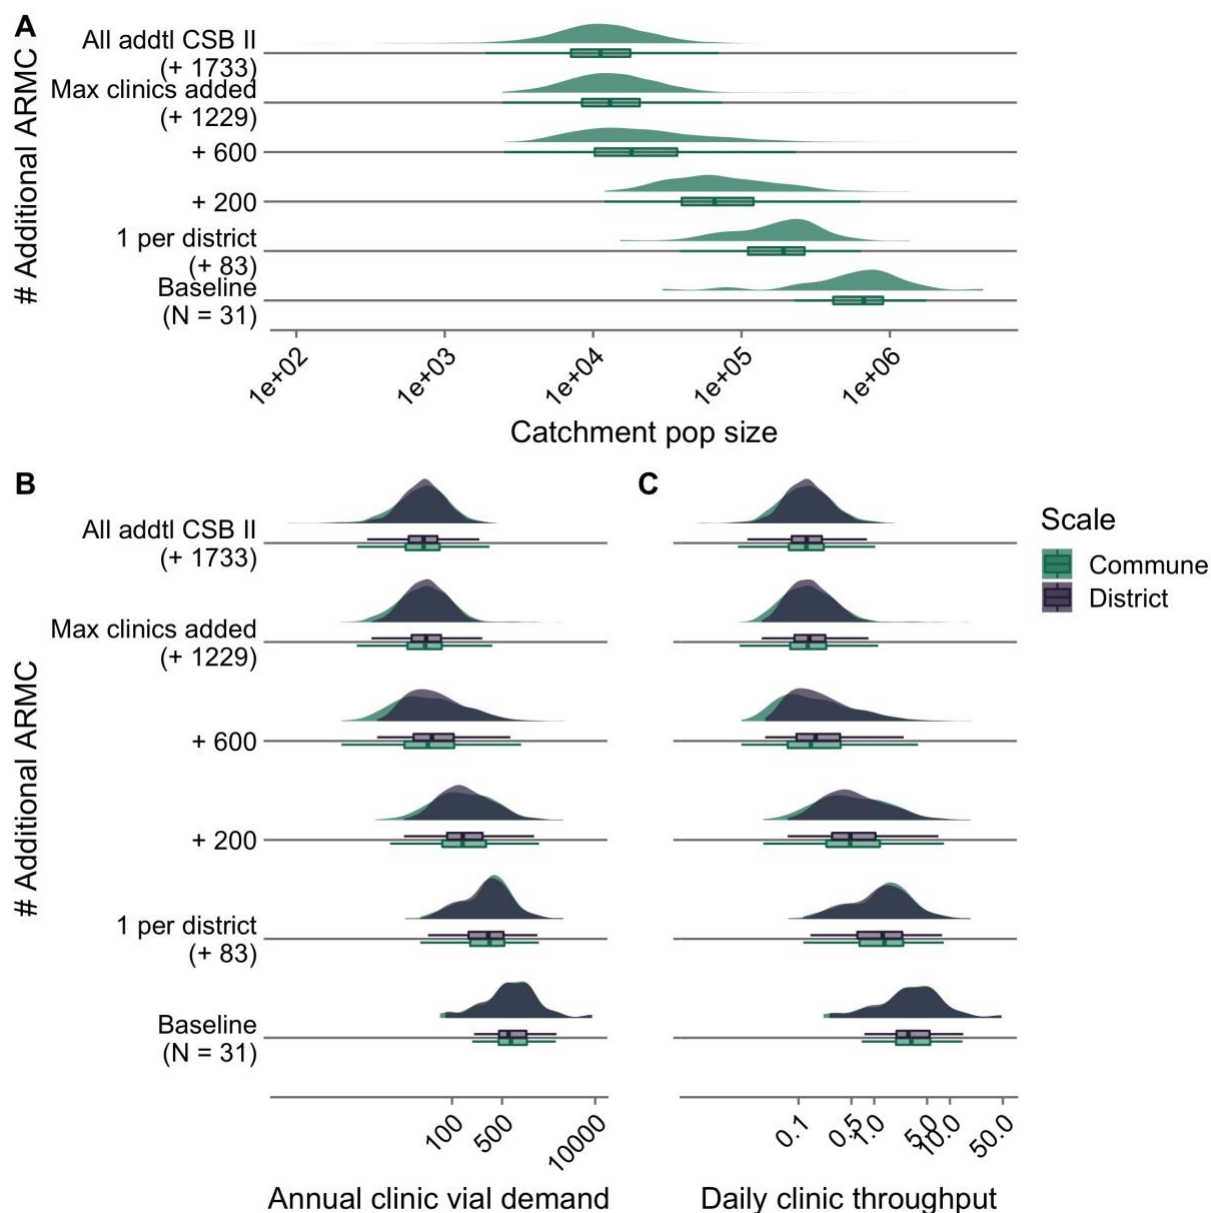 A
# Additional ARMC
All addtl CSB II
(+ 1733)
Max clinics added
(+ 1229)
+ 600
+ 200
1 per district
(+ 83)
Baseline
(N = 31)
1e+02
1e+03
1e+04
1e+05
1e+06
Catchment pop size
B
# Additional ARMC
All addtl CSB II
(+ 1733)
Max clinics added
(+ 1229)
+ 600
+ 200
1 per district
(+ 83)
Baseline
(N = 31)
100
500
10000
Annual clinic vial demand
C
0.1
0.5
1.0
5.0
10.0
50.0
Daily clinic throughput
Scale
Commune
District